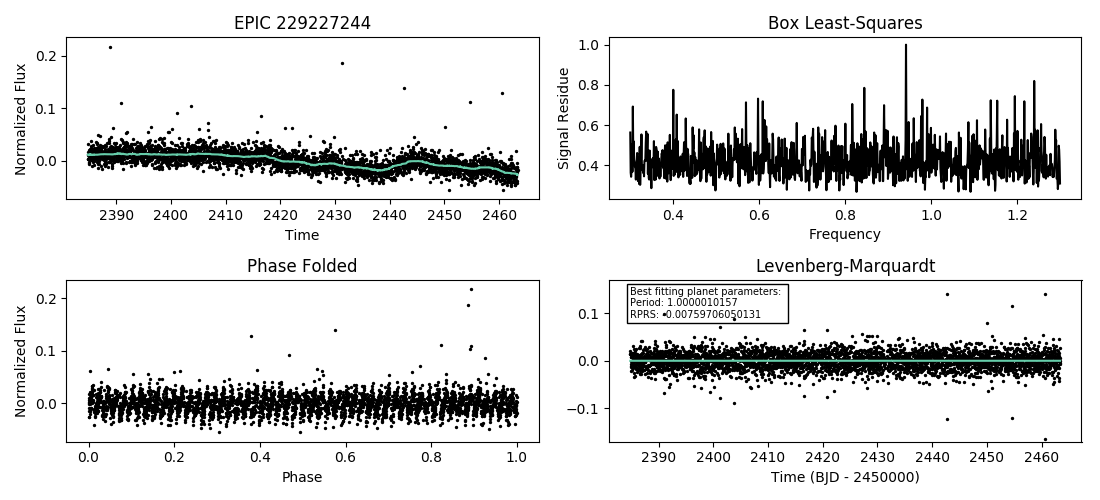 EPIC 229227244
Normalized Flux
0.2
0.1
0.0
2390 2400 2410 2420 2430 2440 2450 2460
Time
Box Least-Squares
Signal Residue
1.0
0.8
0.6
0.4
0.4 0.6 0.8 1.0 1.2
Frequency
Phase Folded
Normalized Flux
0.2
0.1
0.0
0.0 0.2 0.4 0.6 0.8 1.0
Phase
Levenberg-Marquardt
Best fitting planet parameters:
Period: 1.0000010157
RPRS: 0.00759706050131
0.1
0.0
−0.1
2390 2400 2410 2420 2430 2440 2450 2460
Time (BJD - 2450000)